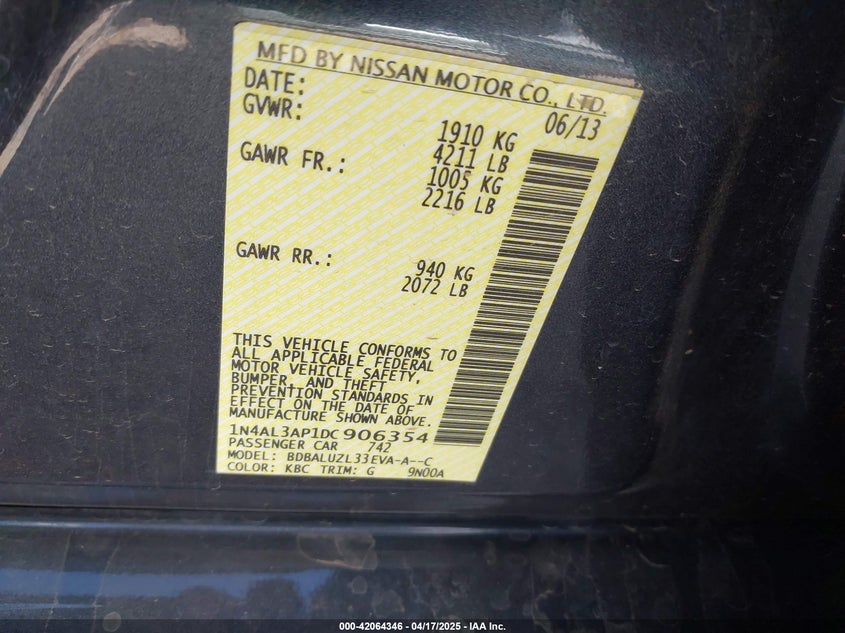 MFD BY NISSAN MOTOR CO., LTD.
DATE: 06/13
GVWR: 1910 KG
4211 LB
GAWR FR.: 1005 KG
2216 LB
GAWR RR.: 940 KG
2072 LB
THIS VEHICLE CONFORMS TO
ALL APPLICABLE FEDERAL
MOTOR VEHICLE SAFETY,
BUMPER, AND THEFT
PREVENTION STANDARDS IN
EFFECT ON THE DATE OF
MANUFACTURE SHOWN ABOVE.
1N4AL3AP1DC906354
PASSENGER CAR 742
MODEL: BDBALUZL33EVA-A--C
COLOR: KBC TRIM: G 9N00A
000-42064346 - 04/17/2025 - IAA Inc.